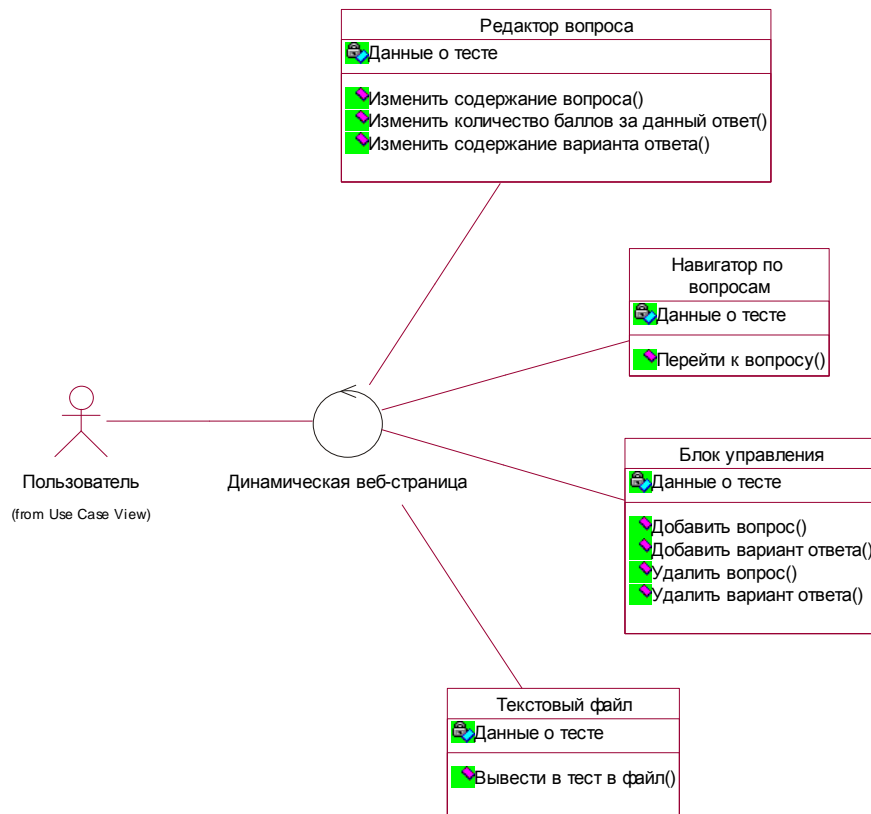 Редактор вопроса
Данные о тесте
Изменить содержание вопроса()
Изменить количество баллов за данный ответ()
Изменить содержание варианта ответа()
Навигатор по
вопросам
Данные о тесте
Перейти к вопросу()
Пользователь
(from Use Case View)
Динамическая веб-страница
Блок управления
Данные о тесте
Добавить вопрос()
Добавить вариант ответа()
Удалить вопрос()
Удалить вариант ответа()
Текстовый файл
Данные о тесте
Вывести в тест в файл()